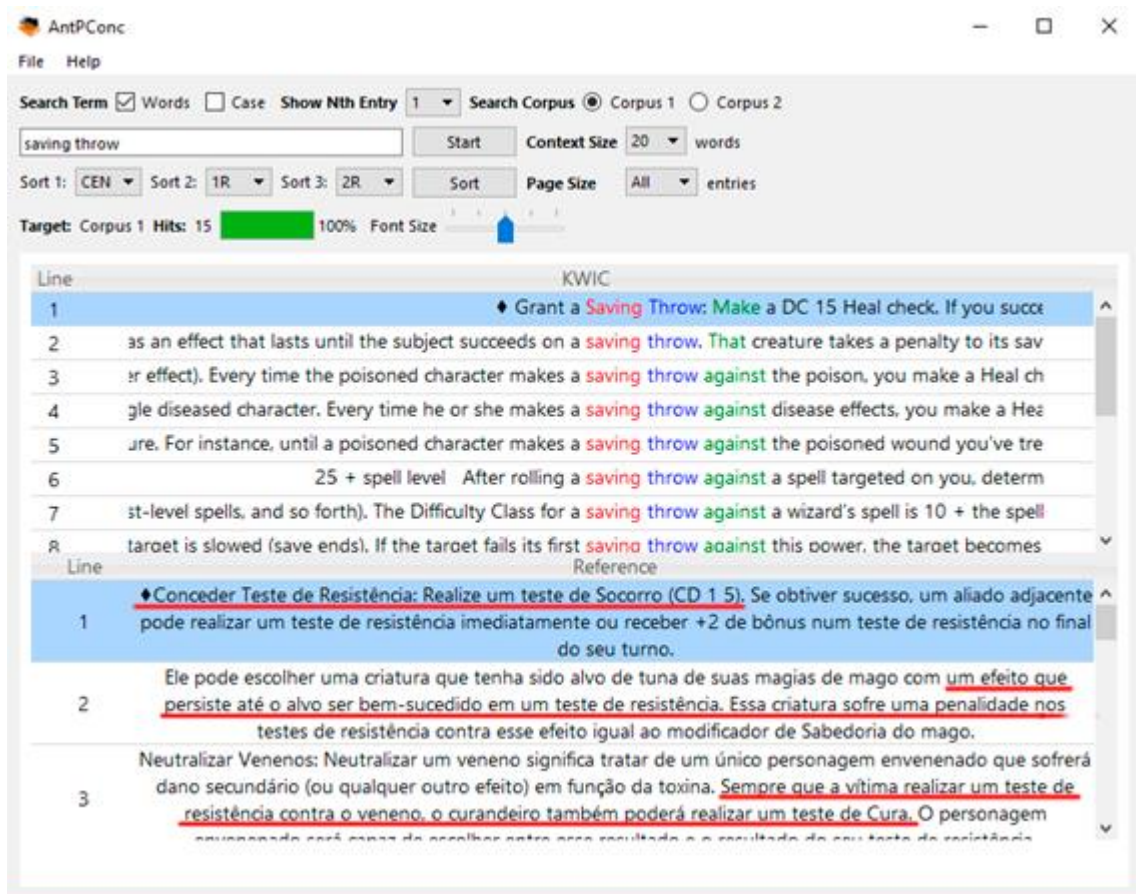 AntPConc
File Help
Search Term Words Case Show Nth Entry 1 Search Corpus Corpus 1 Corpus 2
saving throw Start Context Size 20 words
Sort 1: CEN Sort 2: 1R Sort 3: 2R Sort Page Size All entries
Target: Corpus 1 Hits: 15 100% Font Size
Line KWIC
1 ♦ Grant a Saving Throw: Make a DC 15 Heal check. If you succe
2 as an effect that lasts until the subject succeeds on a saving throw. That creature takes a penalty to its sav
3 er effect). Every time the poisoned character makes a saving throw against the poison, you make a Heal ch
4 gle diseased character. Every time he or she makes a saving throw against disease effects, you make a Hea
5 ure. For instance, until a poisoned character makes a saving throw against the poisoned wound you've tre
6 25 + spell level After rolling a saving throw against a spell targeted on you, determ
7 st-level spells, and so forth). The Difficulty Class for a saving throw against a wizard's spell is 10 + the spell
8 target is slowed (save ends). If the target fails its first saving throw against this power, the target becomes
Line Reference
♦Conceder Teste de Resistência: Realize um teste de Socorro (CD 1 5). Se obtiver sucesso, um aliado adjacente
1 pode realizar um teste de resistência imediatamente ou receber +2 de bônus num teste de resistência no final
do seu turno.
Ele pode escolher uma criatura que tenha sido alvo de tuna de suas magias de mago com um efeito que
2 persiste até o alvo ser bem-sucedido em um teste de resistência. Essa criatura sofre uma penalidade nos
testes de resistência contra esse efeito igual ao modificador de Sabedoria do mago.
Neutralizar Venenos: Neutralizar um veneno significa tratar de um único personagem envenenado que sofrerá
dano secundário (ou qualquer outro efeito) em função da toxina. Sempre que a vítima realizar um teste de
3 resistência contra o veneno, o curandeiro também poderá realizar um teste de Cura. O personagem
envenenado será capaz de escolher entre esse resultado e o resultado do seu teste de resistência